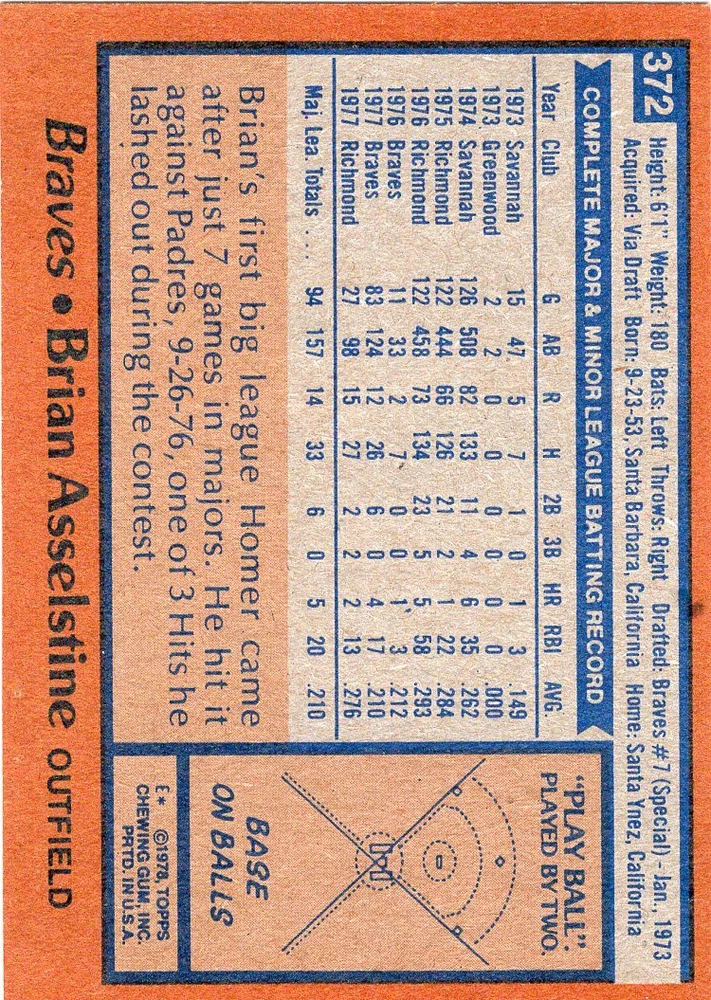 372
Height: 6'1" Weight: 180 Bats: Left Throws: Right Drafted: Braves #7 (Special) - Jan., 1973
Acquired: Via Draft Born: 9-23-53, Santa Barbara, California Home: Santa Ynez, California
COMPLETE MAJOR & MINOR LEAGUE BATTING RECORD
Year Club G AB R H 2B 3B HR RBI AVG.
1973 Savannah 15 47 5 7 1 0 1 3 .149
1973 Greenwood 2 2 0 0 0 0 0 0 .000
1974 Savannah 126 508 82 133 11 4 6 35 .262
1975 Richmond 122 444 66 126 21 2 1 22 .284
1976 Richmond 122 458 73 134 23 5 5 58 .293
1976 Braves 11 33 2 7 0 0 1 3 .212
1977 Braves 83 124 12 26 6 0 4 17 .210
1977 Richmond 27 98 15 27 2 2 2 13 .276
Maj. Lea. Totals .... 94 157 14 33 6 0 5 20 .210
Brian's first big league Homer came
after just 7 games in majors. He hit it
against Padres, 9-26-76, one of 3 Hits he
lashed out during the contest.
"PLAY BALL".
PLAYED BY TWO.
BASE
ON BALLS
E* ©1978, TOPPS
CHEWING GUM, INC.
PRTD. IN U.S.A.
Braves • Brian Asselstine OUTFIELD